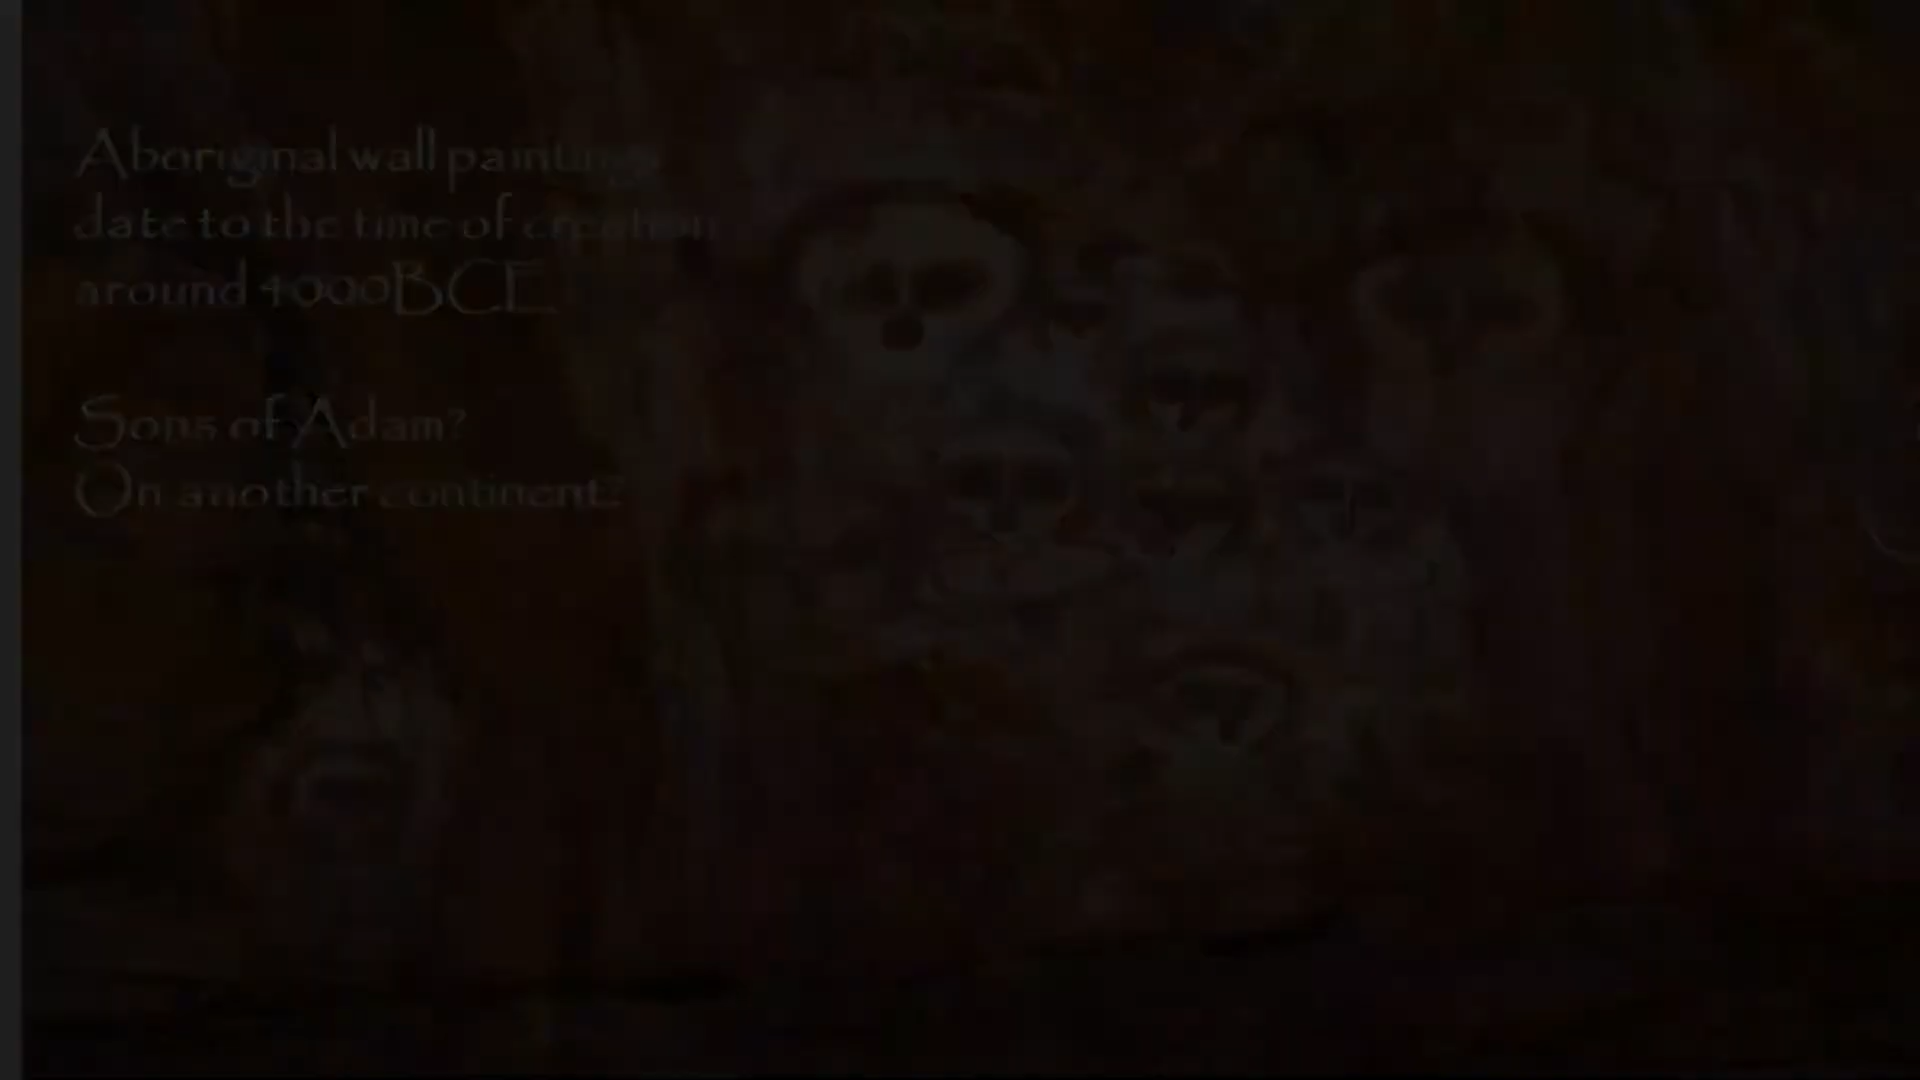 Aboriginal wall paintings
date to the time of creation
around 4000BCE
Sons of Adam?
On another continent?